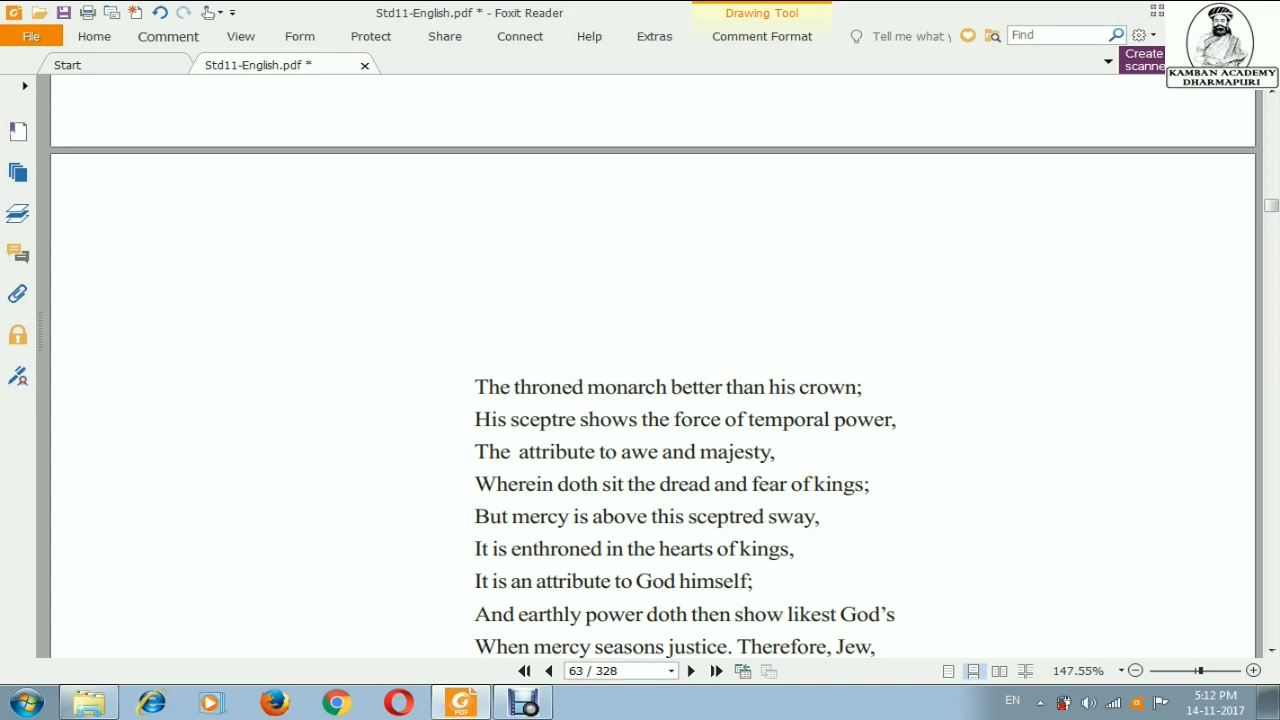 Std11-English.pdf * - Foxit Reader
Drawing Tool
File
Home
Comment
View
Form
Protect
Share
Connect
Help
Extras
Comment Format
Tell me what
Find
Start
Std11-English.pdf *
Create
scanne
KAMBAN ACADEMY
DHARMAPURI
The throned monarch better than his crown;
His sceptre shows the force of temporal power,
The attribute to awe and majesty,
Wherein doth sit the dread and fear of kings;
But mercy is above this sceptred sway,
It is enthroned in the hearts of kings,
It is an attribute to God himself;
And earthly power doth then show likest God’s
When mercy seasons justice. Therefore, Jew,
63 / 328
147.55%
PDF
EN
5:12 PM
14-11-2017